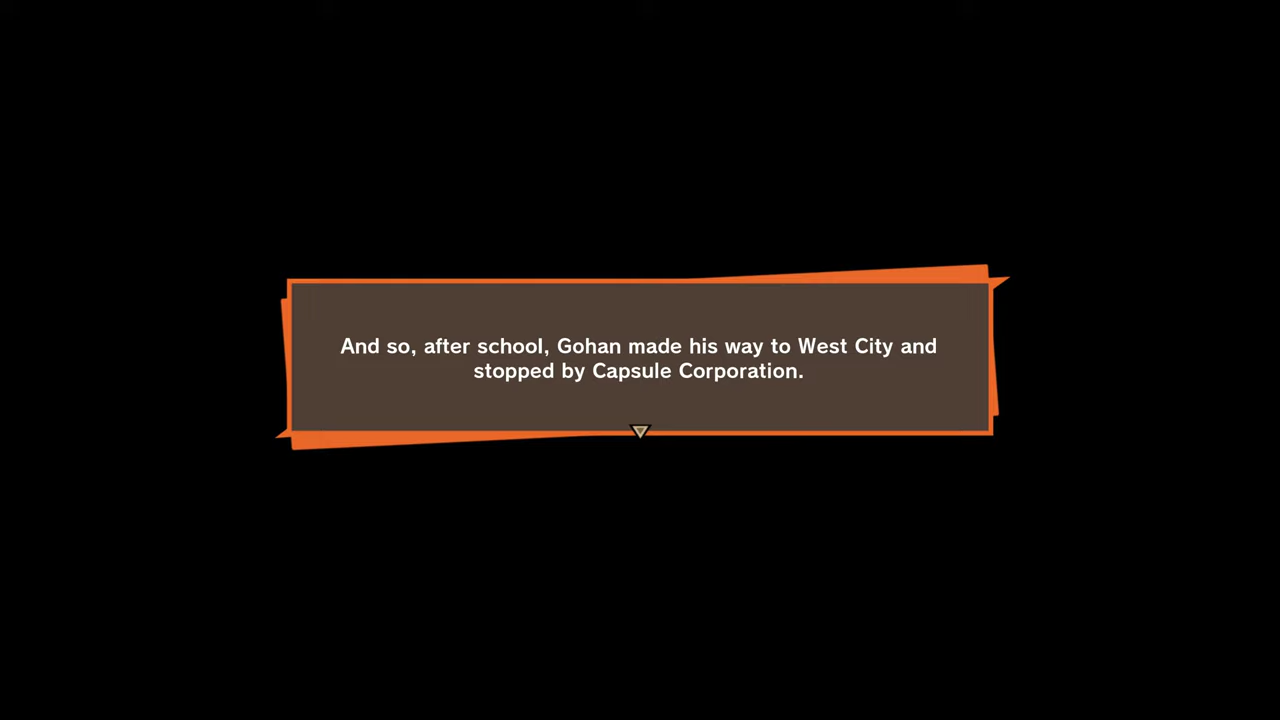 And so, after school, Gohan made his way to West City and
stopped by Capsule Corporation.